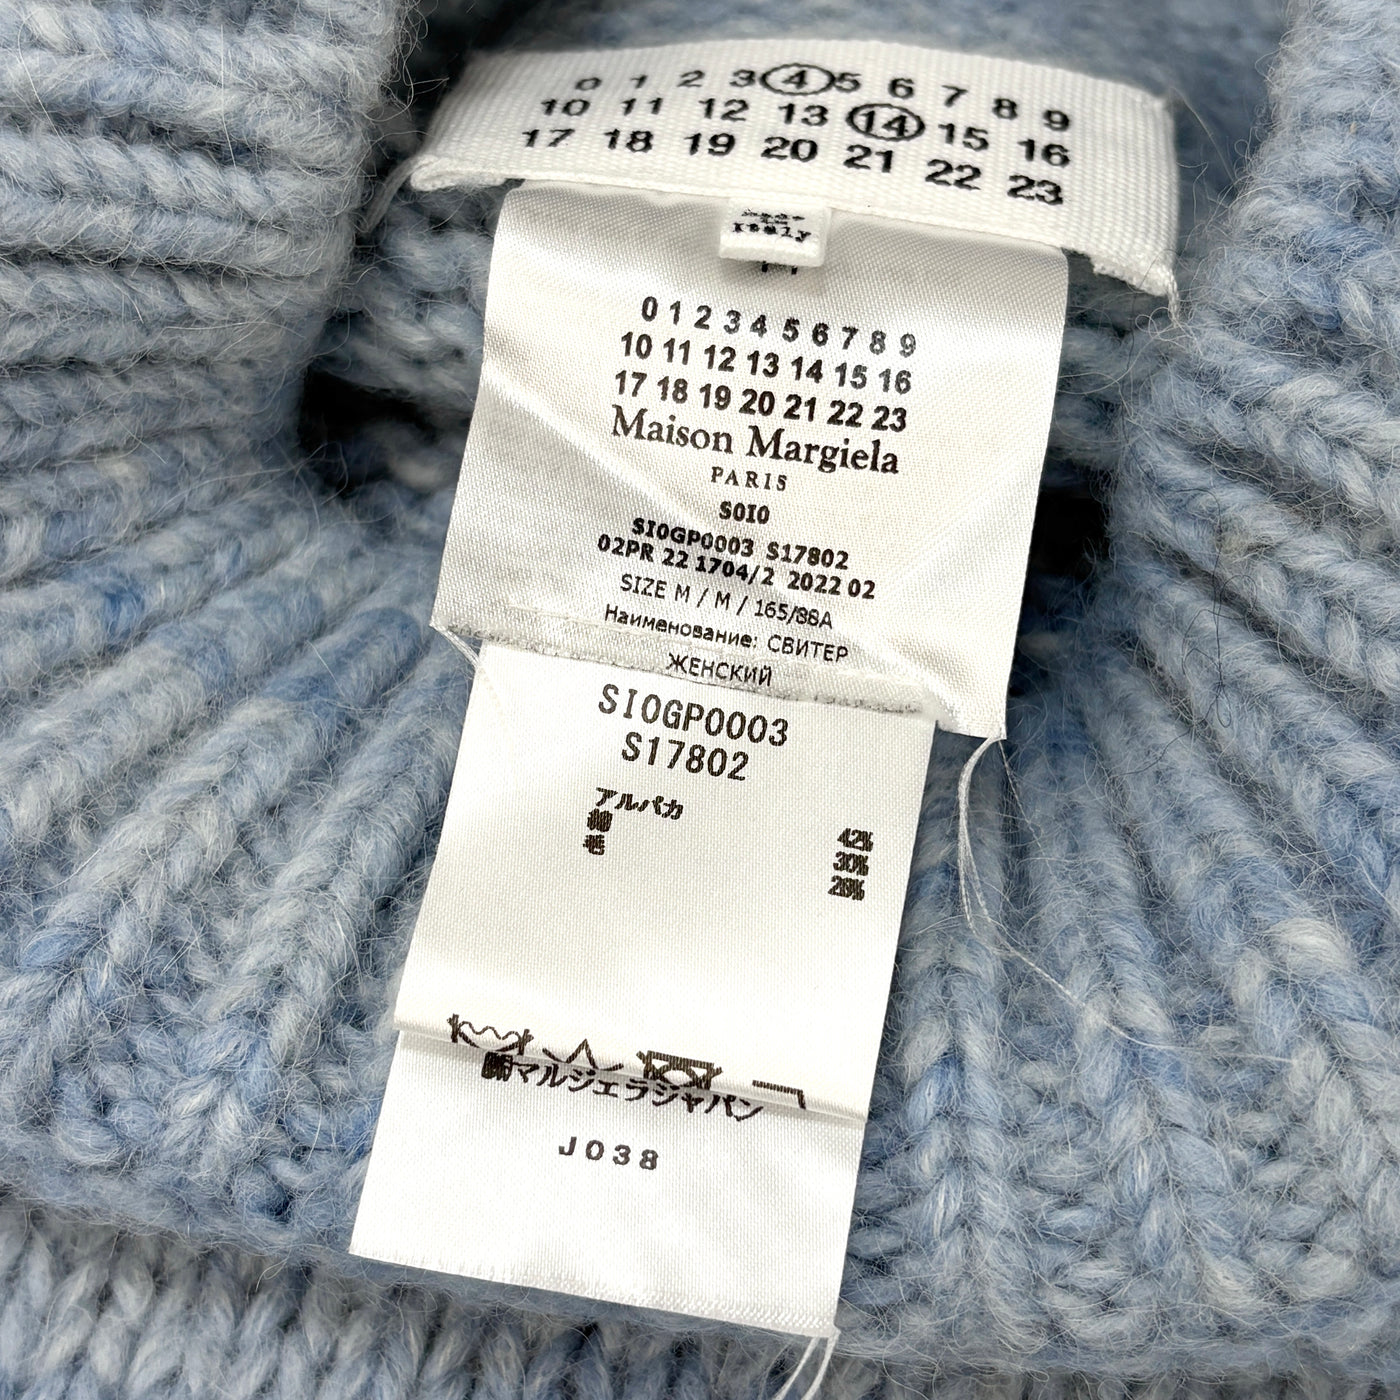 0 1 2 3 4 5 6 7 8 9
10 11 12 13 14 15 16
17 18 19 20 21 22 23
Italy
0 1 2 3 4 5 6 7 8 9
10 11 12 13 14 15 16
17 18 19 20 21 22 23
Maison Margiela
PARIS
S0I0
SI0GP0003 S17802
02PR 22 1704/2 2022 02
SIZE M / M / 165/88A
Наименование: СВИТЕР
ЖЕНСКИЙ
SI0GP0003
S17802
アルパカ 42%
綿 30%
毛 28%
マルジェラジャパン
J038